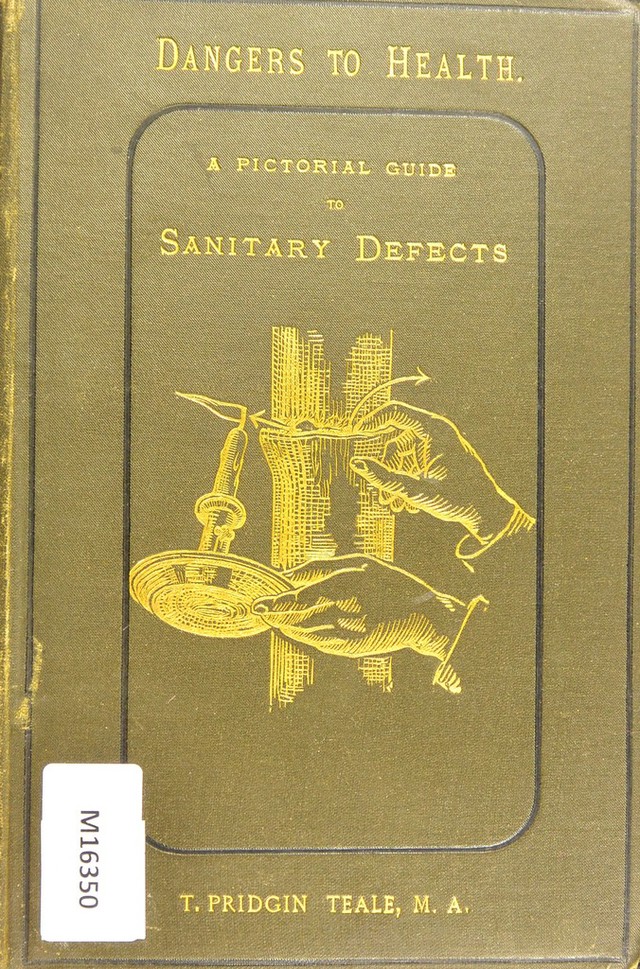 DANGERS TO HEALTH.
A PICTORIAL GUIDE
TO
SANITARY DEFECTS
M16350
T. PRIDGIN TEALE, M. A.